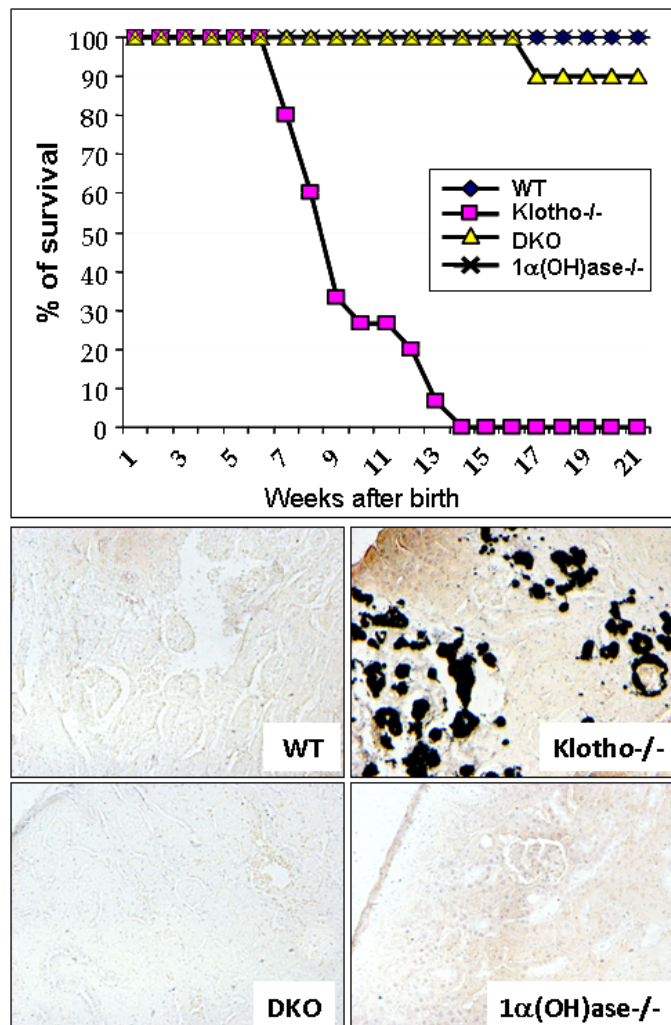 100
90
80
70
60
50
40
30
20
10
0
% of survival
WT
Klotho-/-
DKO
1α(OH)ase-/-
1 3 5 7 9 11 13 15 17 19 21
Weeks after birth
WT
Klotho-/-
DKO
1α(OH)ase-/-